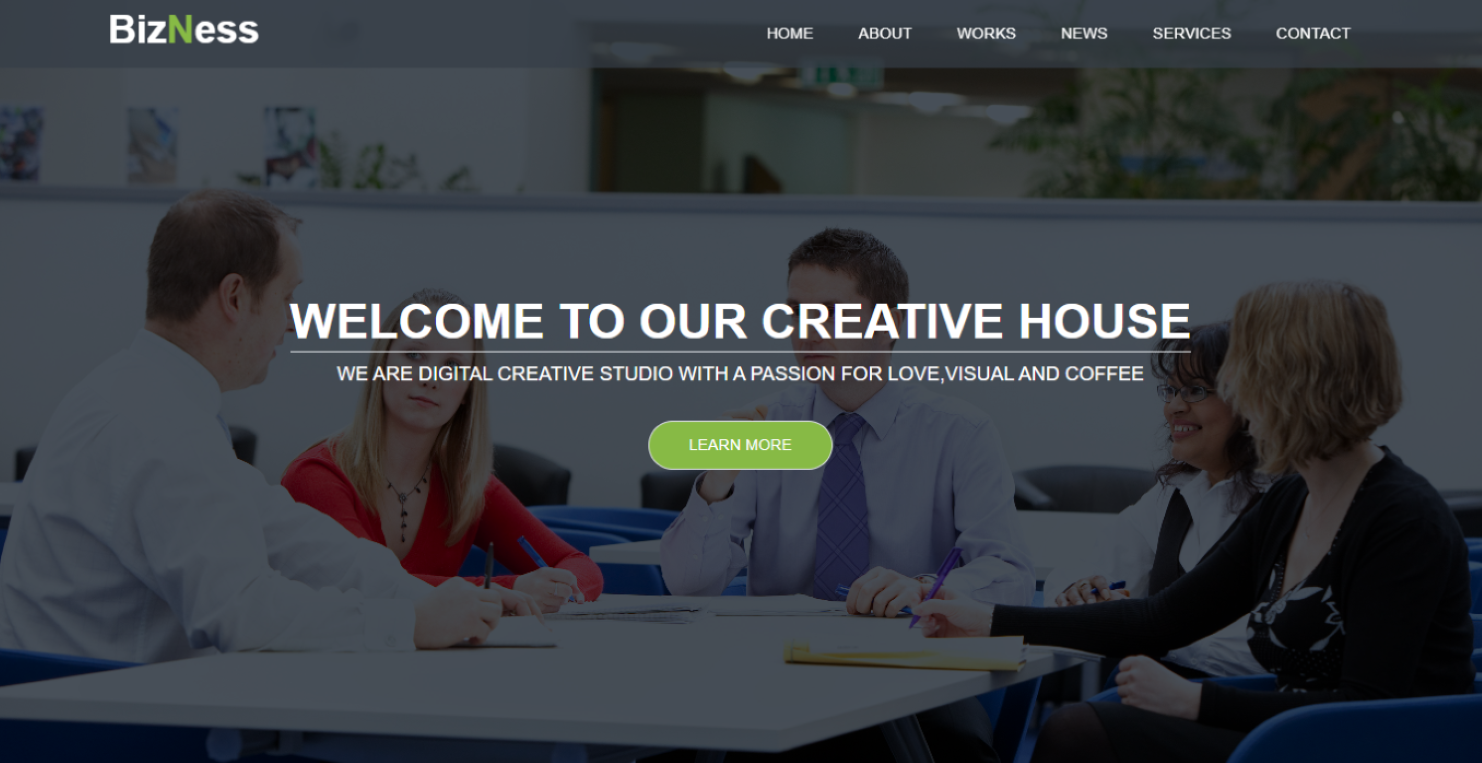 BizNess
HOME ABOUT WORKS NEWS SERVICES CONTACT
WELCOME TO OUR CREATIVE HOUSE
WE ARE DIGITAL CREATIVE STUDIO WITH A PASSION FOR LOVE,VISUAL AND COFFEE
LEARN MORE